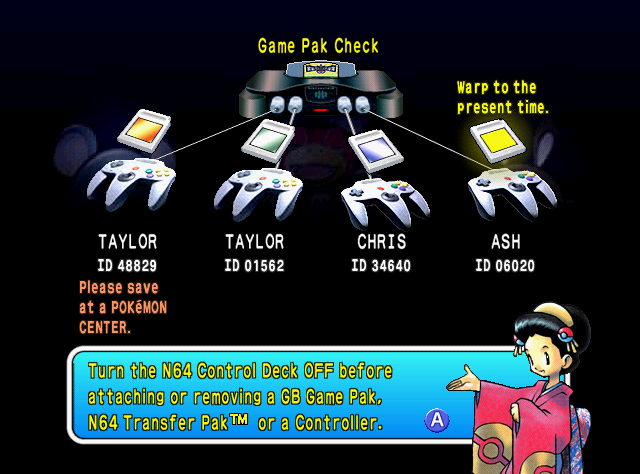 Game Pak Check
Warp to the
present time.
TAYLOR
ID 48829
Please save
at a POKéMON
CENTER.
TAYLOR
ID 01562
CHRIS
ID 34640
ASH
ID 06020
Turn the N64 Control Deck OFF before
attaching or removing a GB Game Pak,
N64 Transfer Pak™ or a Controller.
A